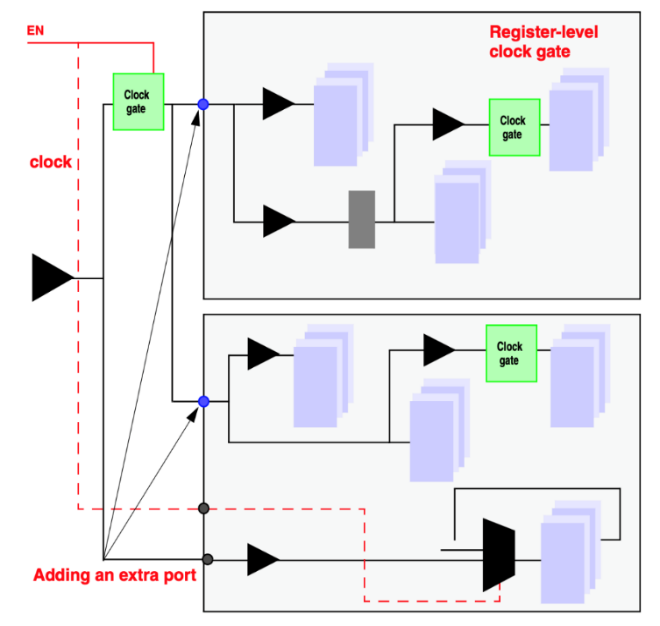 EN
Register-level
clock gate
Clock
gate
Clock
gate
clock
Clock
gate
Adding an extra port